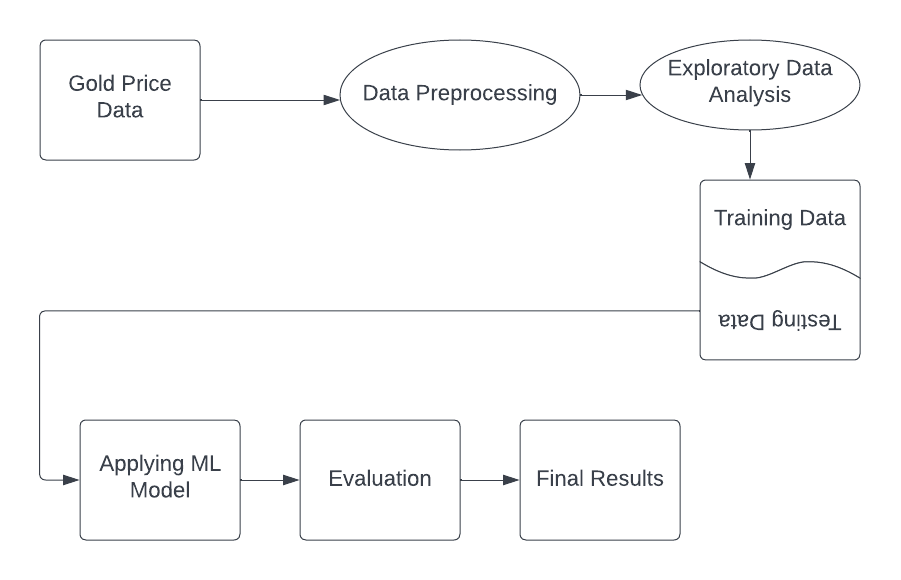 Gold Price
Data
Data Preprocessing
Exploratory Data
Analysis
Training Data
Testing Data
Applying ML
Model
Evaluation
Final Results